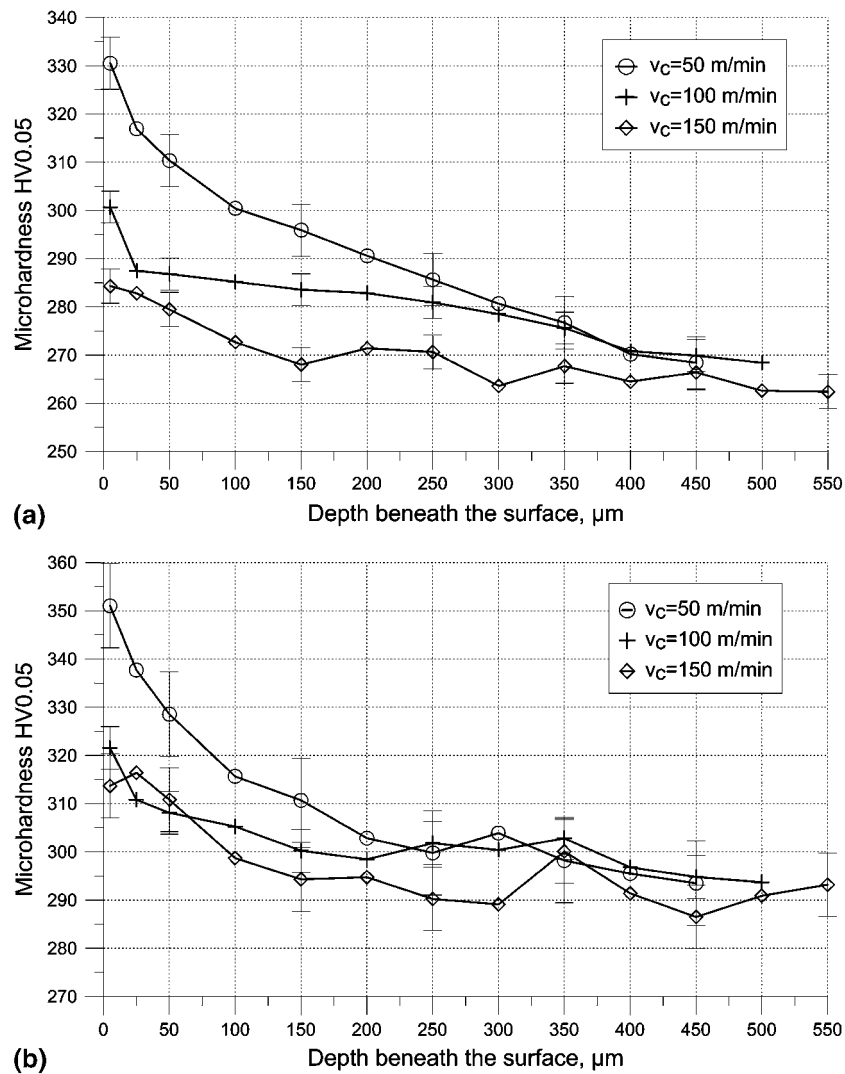 340
330
320
310
300
290
280
270
260
250
Microhardness HV0.05
vc=50 m/min
vc=100 m/min
vc=150 m/min
0 50 100 150 200 250 300 350 400 450 500 550
(a) Depth beneath the surface, µm
360
350
340
330
320
310
300
290
280
270
Microhardness HV0.05
vc=50 m/min
vc=100 m/min
vc=150 m/min
0 50 100 150 200 250 300 350 400 450 500 550
(b) Depth beneath the surface, µm